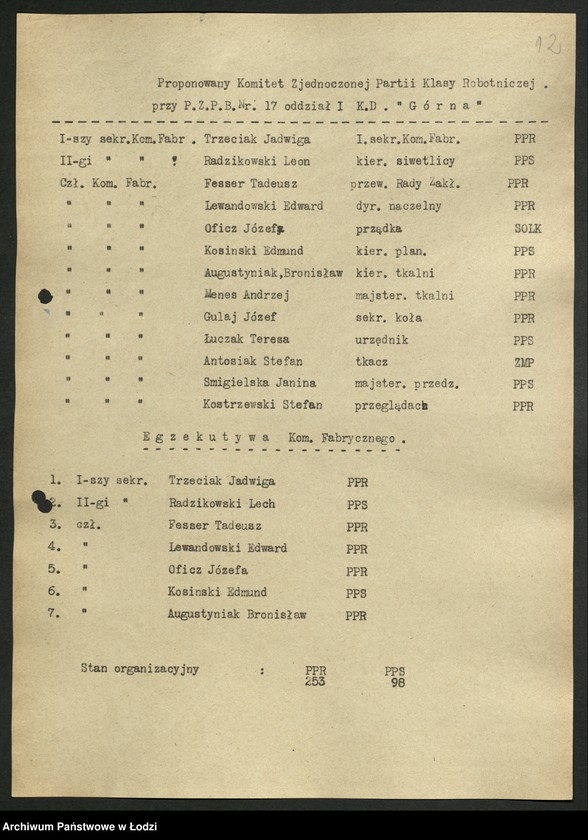 12
Proponowany Komitet Zjednoczonej Partii Klasy Robotniczej .
przy P.Z.P.B.Nr. 17 oddział I K.D . " G ó r n a "
I-szy sekr.Kom.Fabr . Trzeciak Jadwiga I.sekr.Kom.Fabr. PPR
II-gi " " " Radzikowski Leon kier. siwetlicy PPS
Czł. Kom. Fabr. Fesser Tadeusz przew. Rady Zakł. PPR
" " " Lewandowski Edward dyr. naczelny PPR
" " " Oficz Józefa prządka SOLK
" " " Kosinski Edmund kier. plan. PPS
" " " Augustyniak,Bronisław kier. tkalni PPR
" " " Menes Andrzej majster. tkalni PPR
" " " Gulaj Józef sekr. koła PPR
" " " Łuczak Teresa urzędnik PPS
" " " Antosiak Stefan tkacz ZMP
" " " Smigielska Janina majster. przedz. PPS
" " " Kostrzewski Stefan przeglądach PPR
E g z e k u t y w a Kom. Fabrycznego .
1. I-szy sekr. Trzeciak Jadwiga PPR
2. II-gi " Radzikowski Lech PPS
3. czł. Fesser Tadeusz PPR
4. " Lewandowski Edward PPR
5. " Oficz Józefa PPR
6. " Kosinski Edmund PPS
7. " Augustyniak Bronisław PPR
Stan organizacyjny : PPR PPS
253 98
Archiwum Państwowe w Łodzi